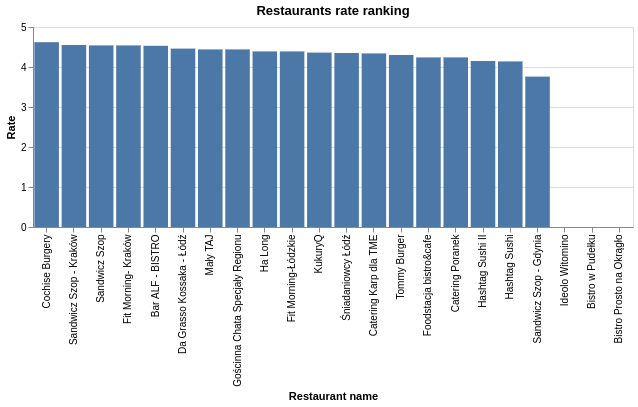 Restaurants rate ranking
5
4
3
2
1
0
Rate
Cochise Burgery
Sandwicz Szop - Kraków
Sandwicz Szop
Fit Morning- Kraków
Bar ALF - BISTRO
Da Grasso Kossaka - Łódź
Mały TAJ
Gościnna Chata Specjały Regionu
Ha Long
Fit Morning-Łódzkie
KukuryQ
Śniadaniowcy Łódź
Catering Karp dla TME
Tommy Burger
Foodstacja bistro&cafe
Catering Poranek
Hashtag Sushi II
Hashtag Sushi
Sandwicz Szop - Gdynia
Ideolo Witomino
Bistro w Pudełku
Bistro Prosto na Okrągło
Restaurant name